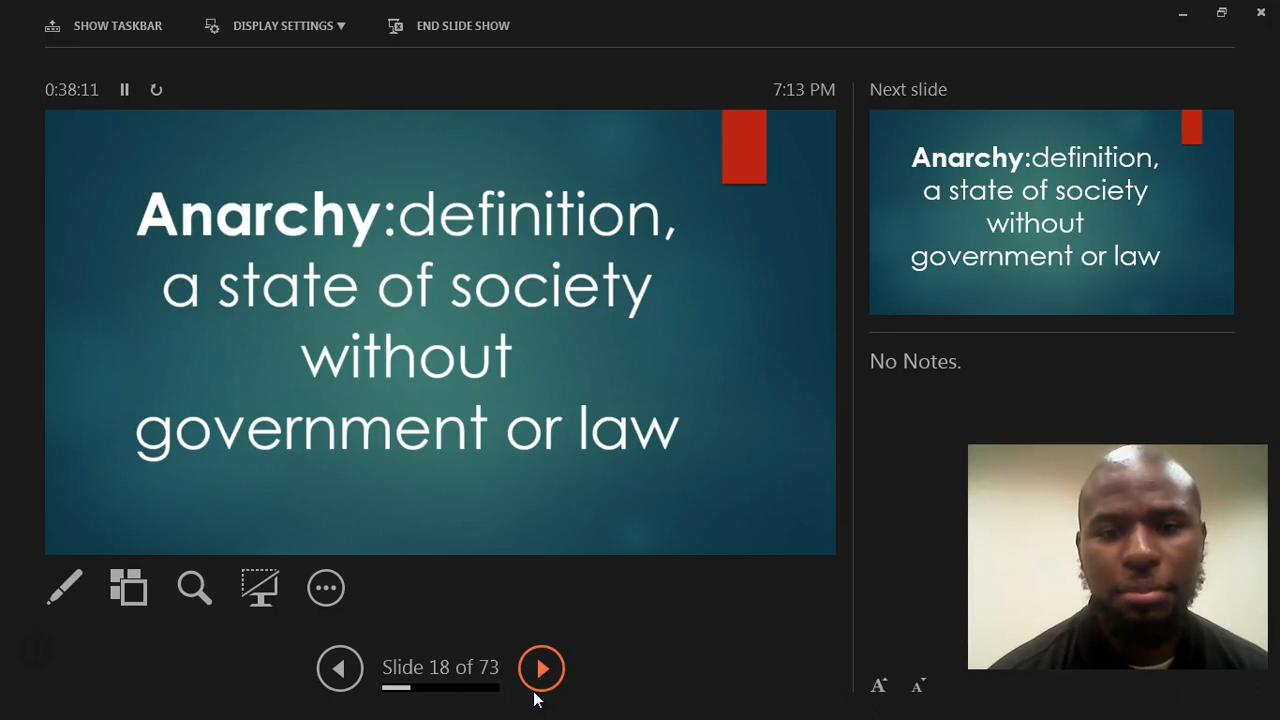 SHOW TASKBAR
DISPLAY SETTINGS ▼
END SLIDE SHOW
0:38:11
7:13 PM
Anarchy:definition,
a state of society
without
government or law
Slide 18 of 73
Next slide
Anarchy:definition,
a state of society
without
government or law
No Notes.
A A